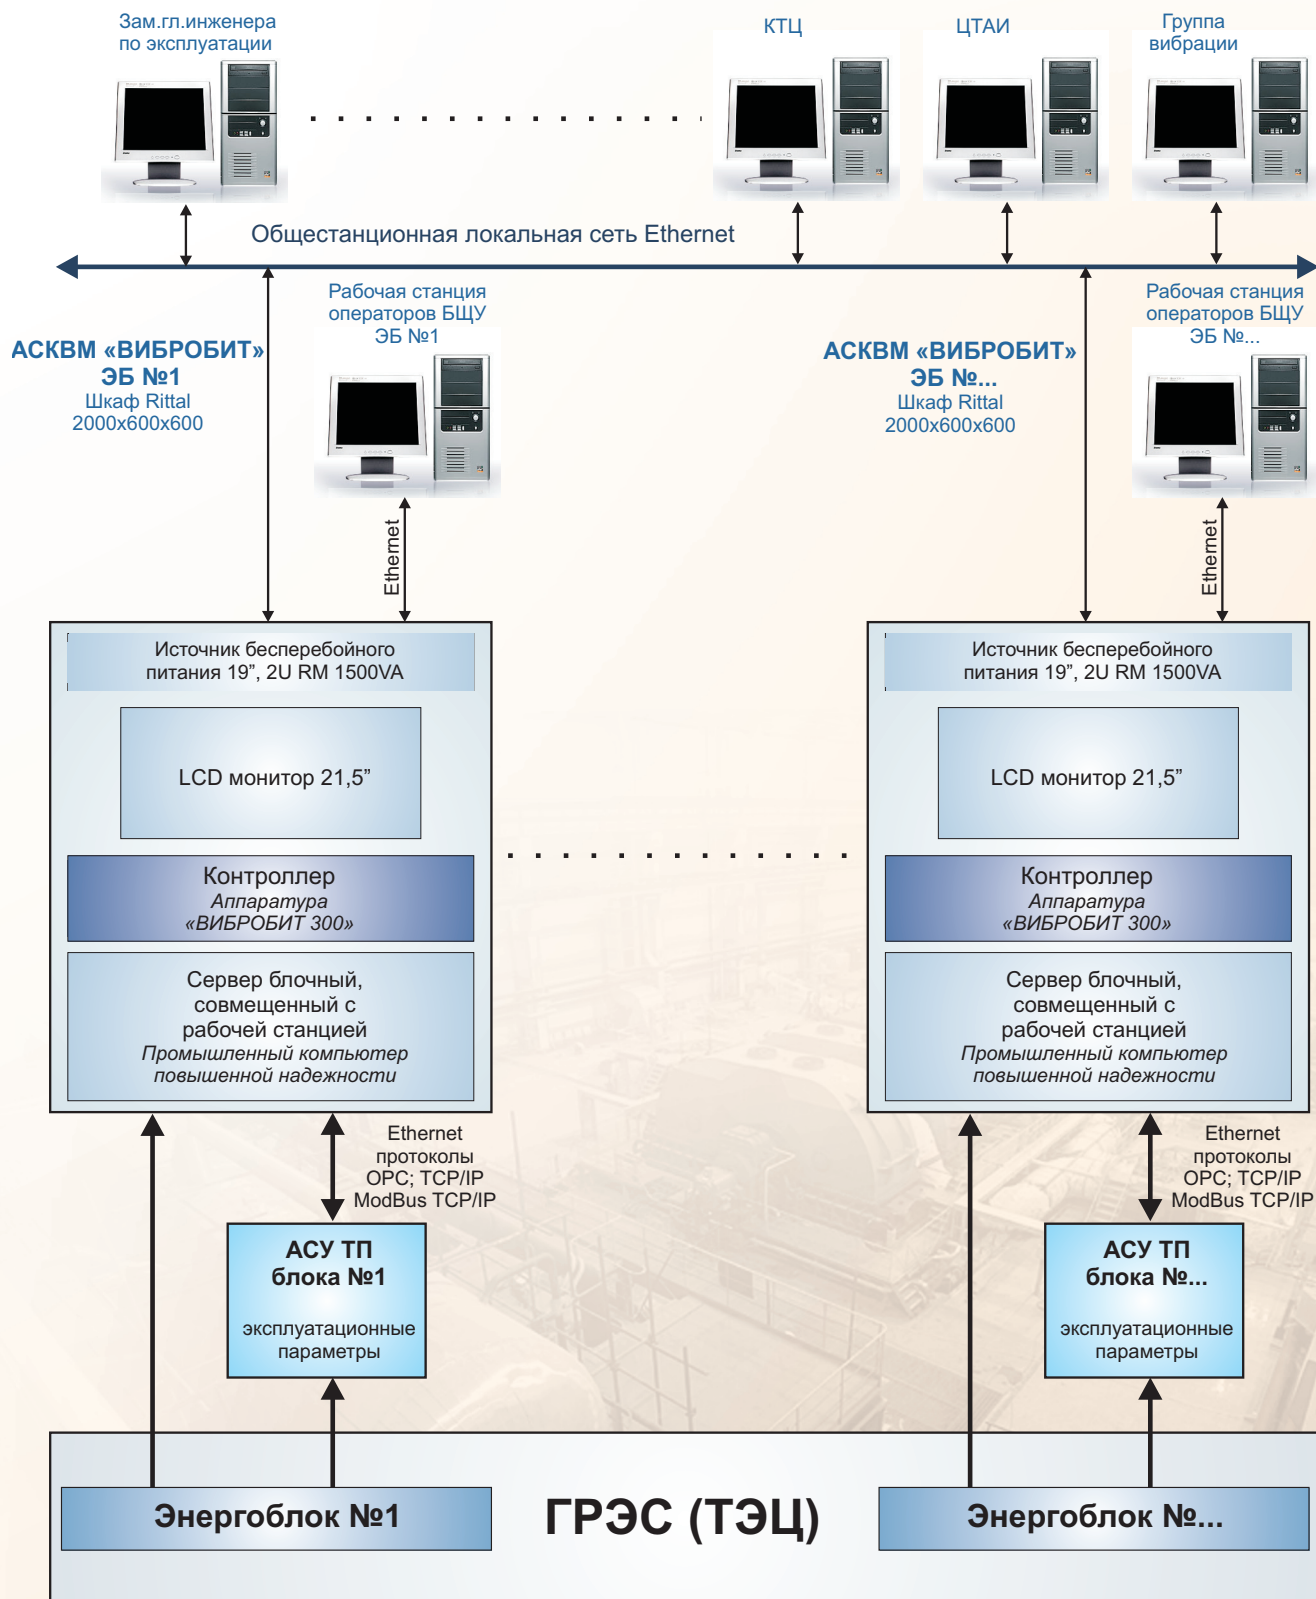 Зам.гл.инженера
по эксплуатации
КТЦ
ЦТАИ
Группа
вибрации
Общестанционная локальная сеть Ethernet
АСКВМ «ВИБРОБИТ»
ЭБ №1
Шкаф Rittal
2000х600х600
Рабочая станция
операторов БЩУ
ЭБ №1
Ethernet
АСКВМ «ВИБРОБИТ»
ЭБ №...
Шкаф Rittal
2000х600х600
Рабочая станция
операторов БЩУ
ЭБ №...
Ethernet
Источник бесперебойного
питания 19”, 2U RM 1500VA
LCD монитор 21,5”
Контроллер
Аппаратура
«ВИБРОБИТ 300»
Сервер блочный,
совмещенный с
рабочей станцией
Промышленный компьютер
повышенной надежности
Источник бесперебойного
питания 19”, 2U RM 1500VA
LCD монитор 21,5”
Контроллер
Аппаратура
«ВИБРОБИТ 300»
Сервер блочный,
совмещенный с
рабочей станцией
Промышленный компьютер
повышенной надежности
Ethernet
протоколы
OPC; TCP/IP
ModBus TCP/IP
АСУ ТП
блока №1
эксплуатационные
параметры
Ethernet
протоколы
OPC; TCP/IP
ModBus TCP/IP
АСУ ТП
блока №...
эксплуатационные
параметры
Энергоблок №1
ГРЭС (ТЭЦ)
Энергоблок №...